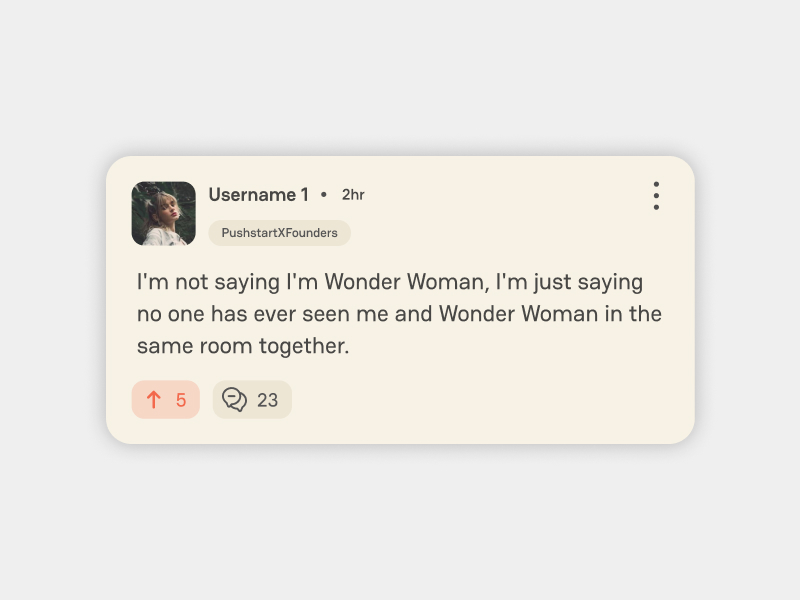 Username 1 • 2hr
PushstartXFounders
I'm not saying I'm Wonder Woman, I'm just saying
no one has ever seen me and Wonder Woman in the
same room together.
5 23